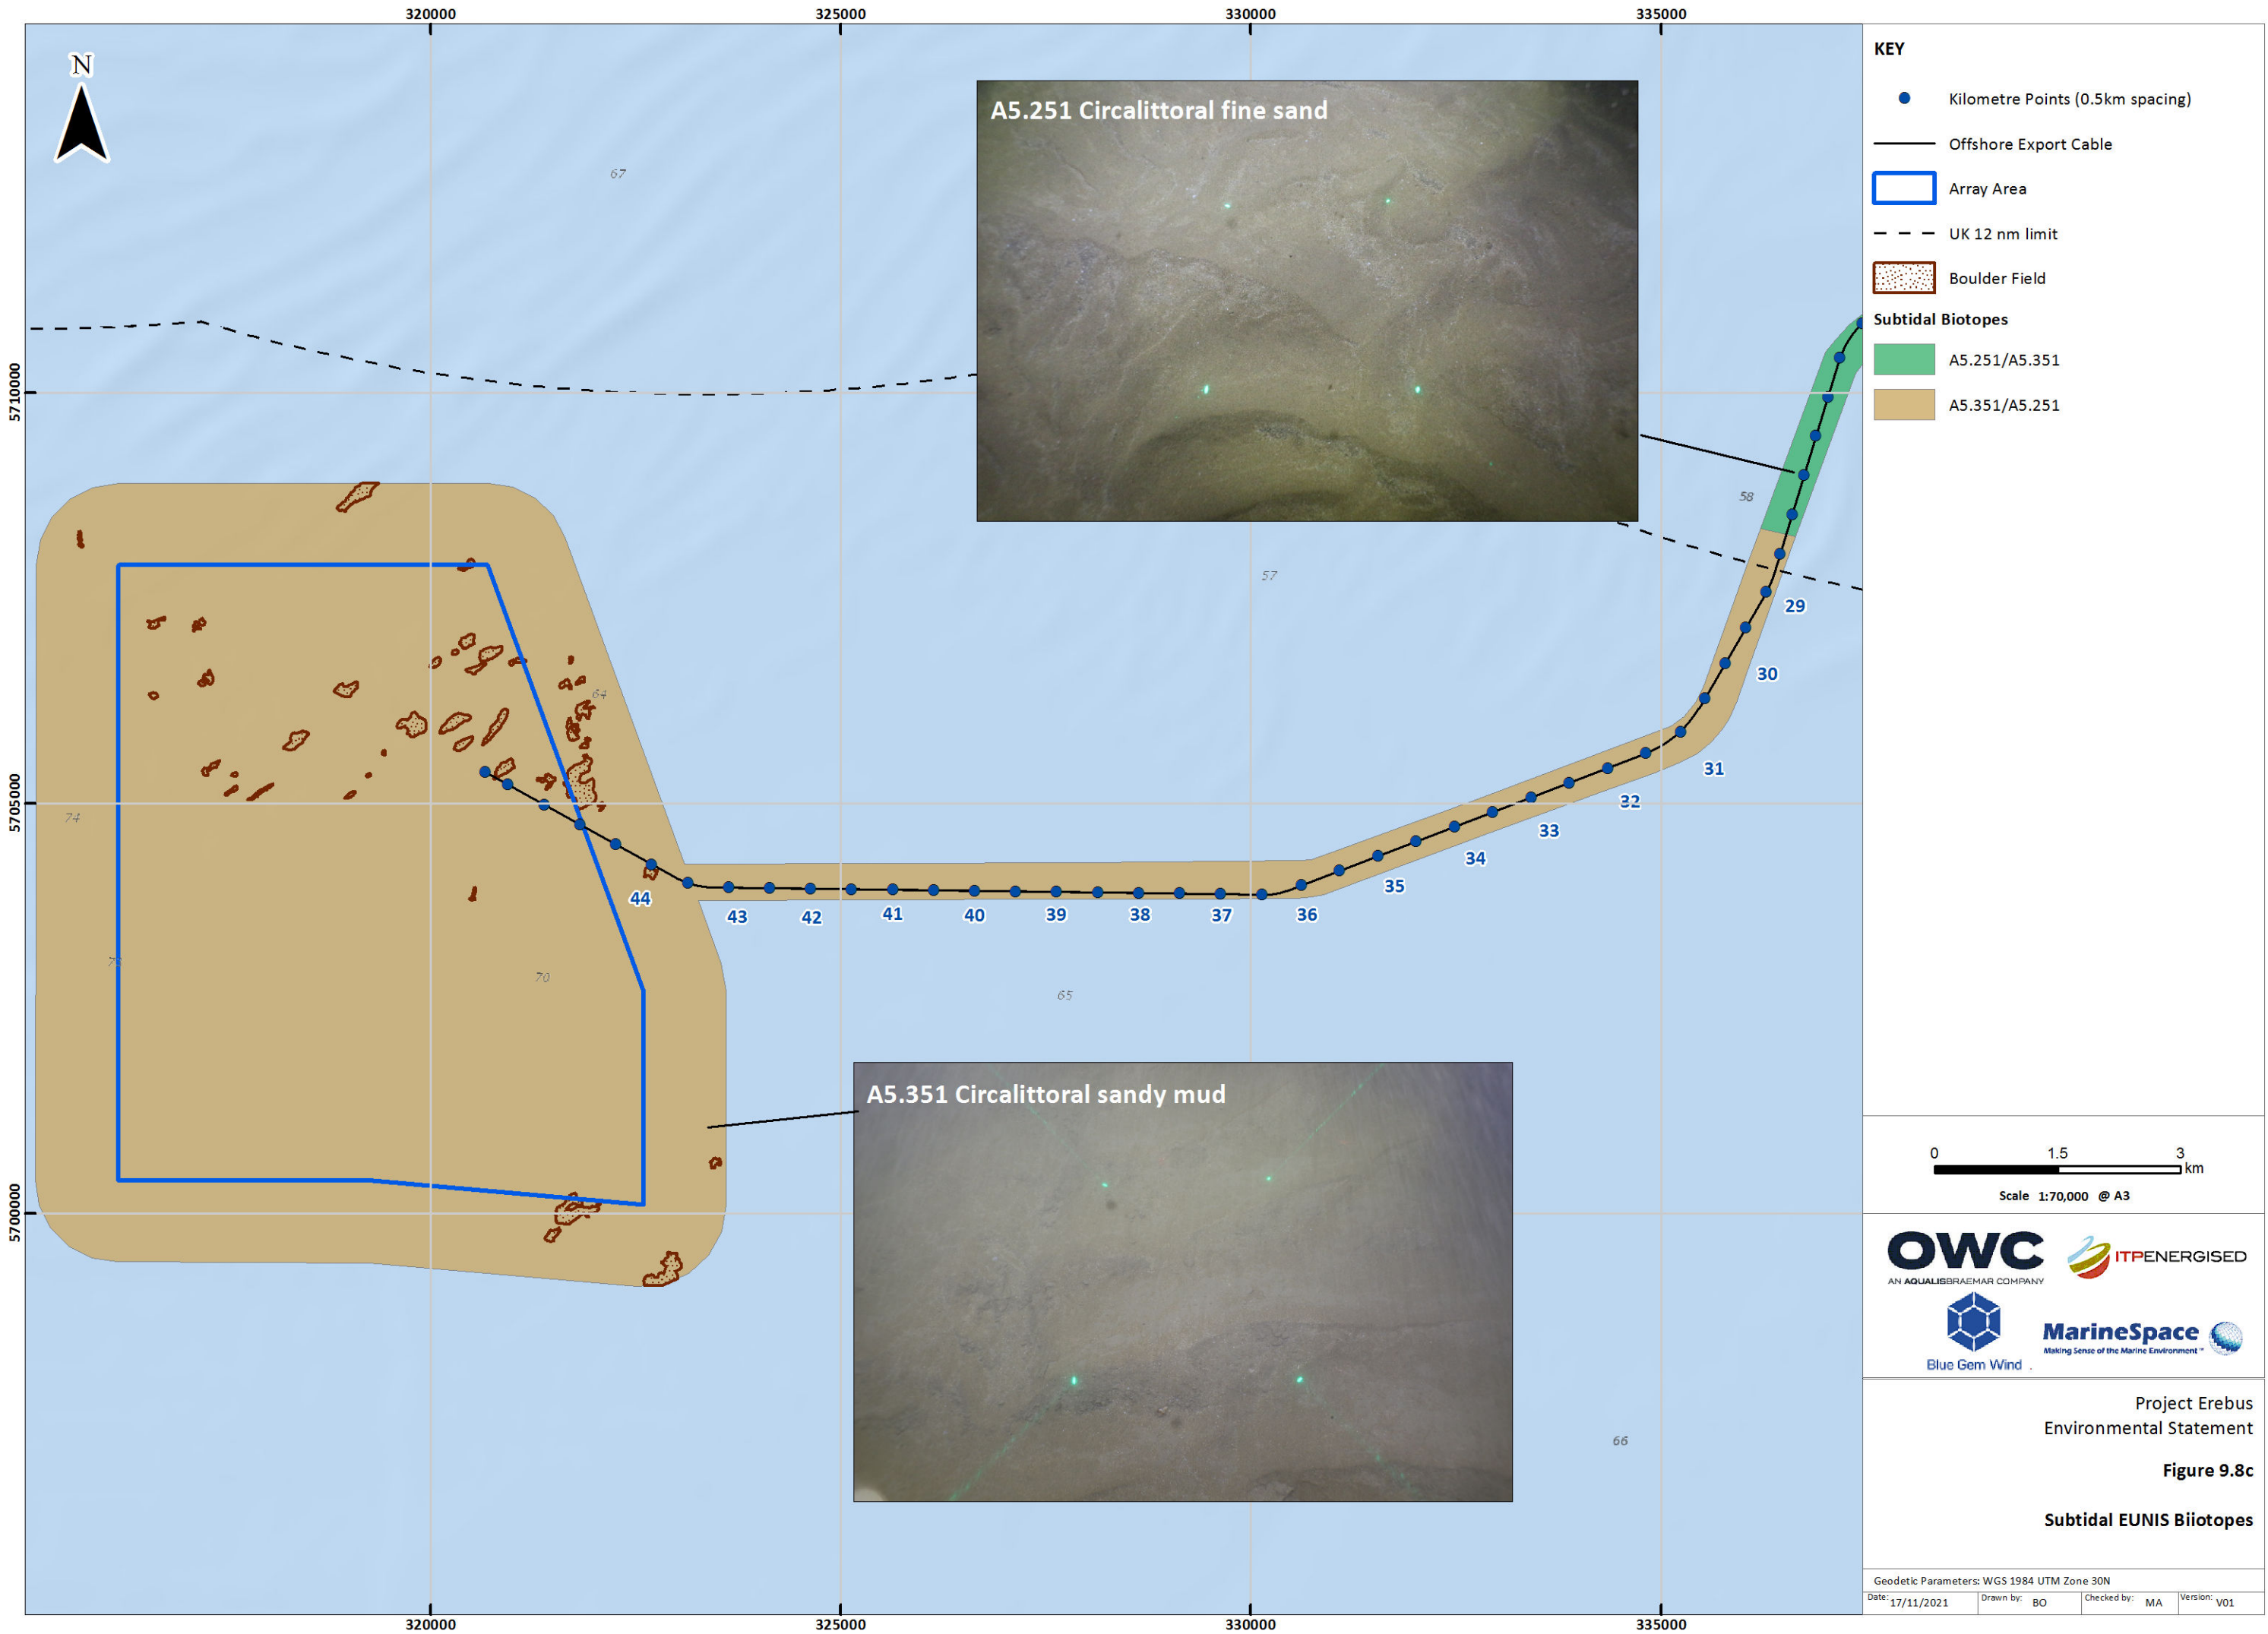 320000
325000
330000
335000
N
67
A5.251 Circalittoral fine sand
5710000
58
57
29
30
64
31
5705000
32
74
33
34
35
44
43
42
41
40
39
38
37
36
70
65
A5.351 Circalittoral sandy mud
5700000
66
320000
325000
330000
335000
KEY
Kilometre Points (0.5km spacing)
Offshore Export Cable
Array Area
UK 12 nm limit
Boulder Field
Subtidal Biotopes
A5.251/A5.351
A5.351/A5.251
0 1.5 3
km
Scale 1:70,000 @ A3
OWC
AN AQUALISBRAEMAR COMPANY
ITPENERGISED
Blue Gem Wind
MarineSpace
Making Sense of the Marine Environment™
Project Erebus
Environmental Statement
Figure 9.8c
Subtidal EUNIS Biiotopes
Geodetic Parameters: WGS 1984 UTM Zone 30N
Date: 17/11/2021 Drawn by: BO Checked by: MA Version: V01